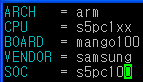 ARCH = arm
CPU = s5pc1xx
BOARD = mango100
VENDOR = samsung
SOC = s5pc100